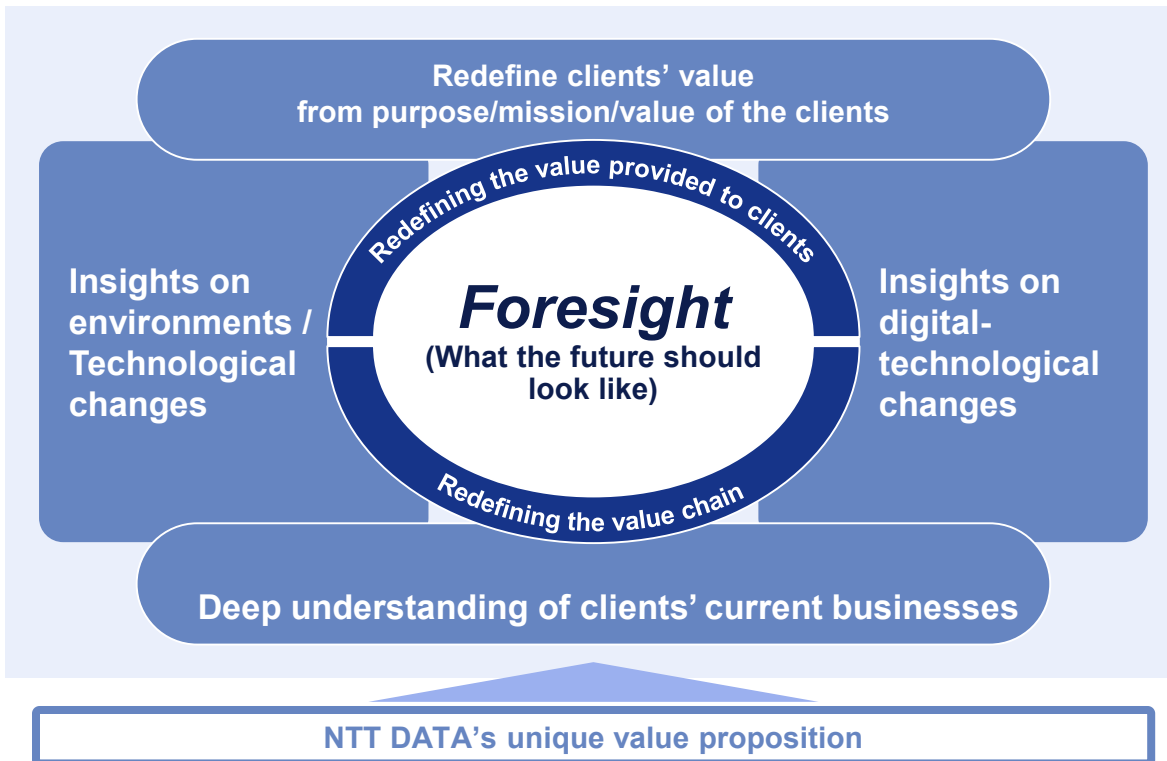 Redefine clients’ value
from purpose/mission/value of the clients
Redefining the value provided to clients
Insights on
environments /
Technological
changes
Foresight
(What the future should
look like)
Insights on
digital-
technological
changes
Redefining the value chain
Deep understanding of clients’ current businesses
NTT DATA’s unique value proposition